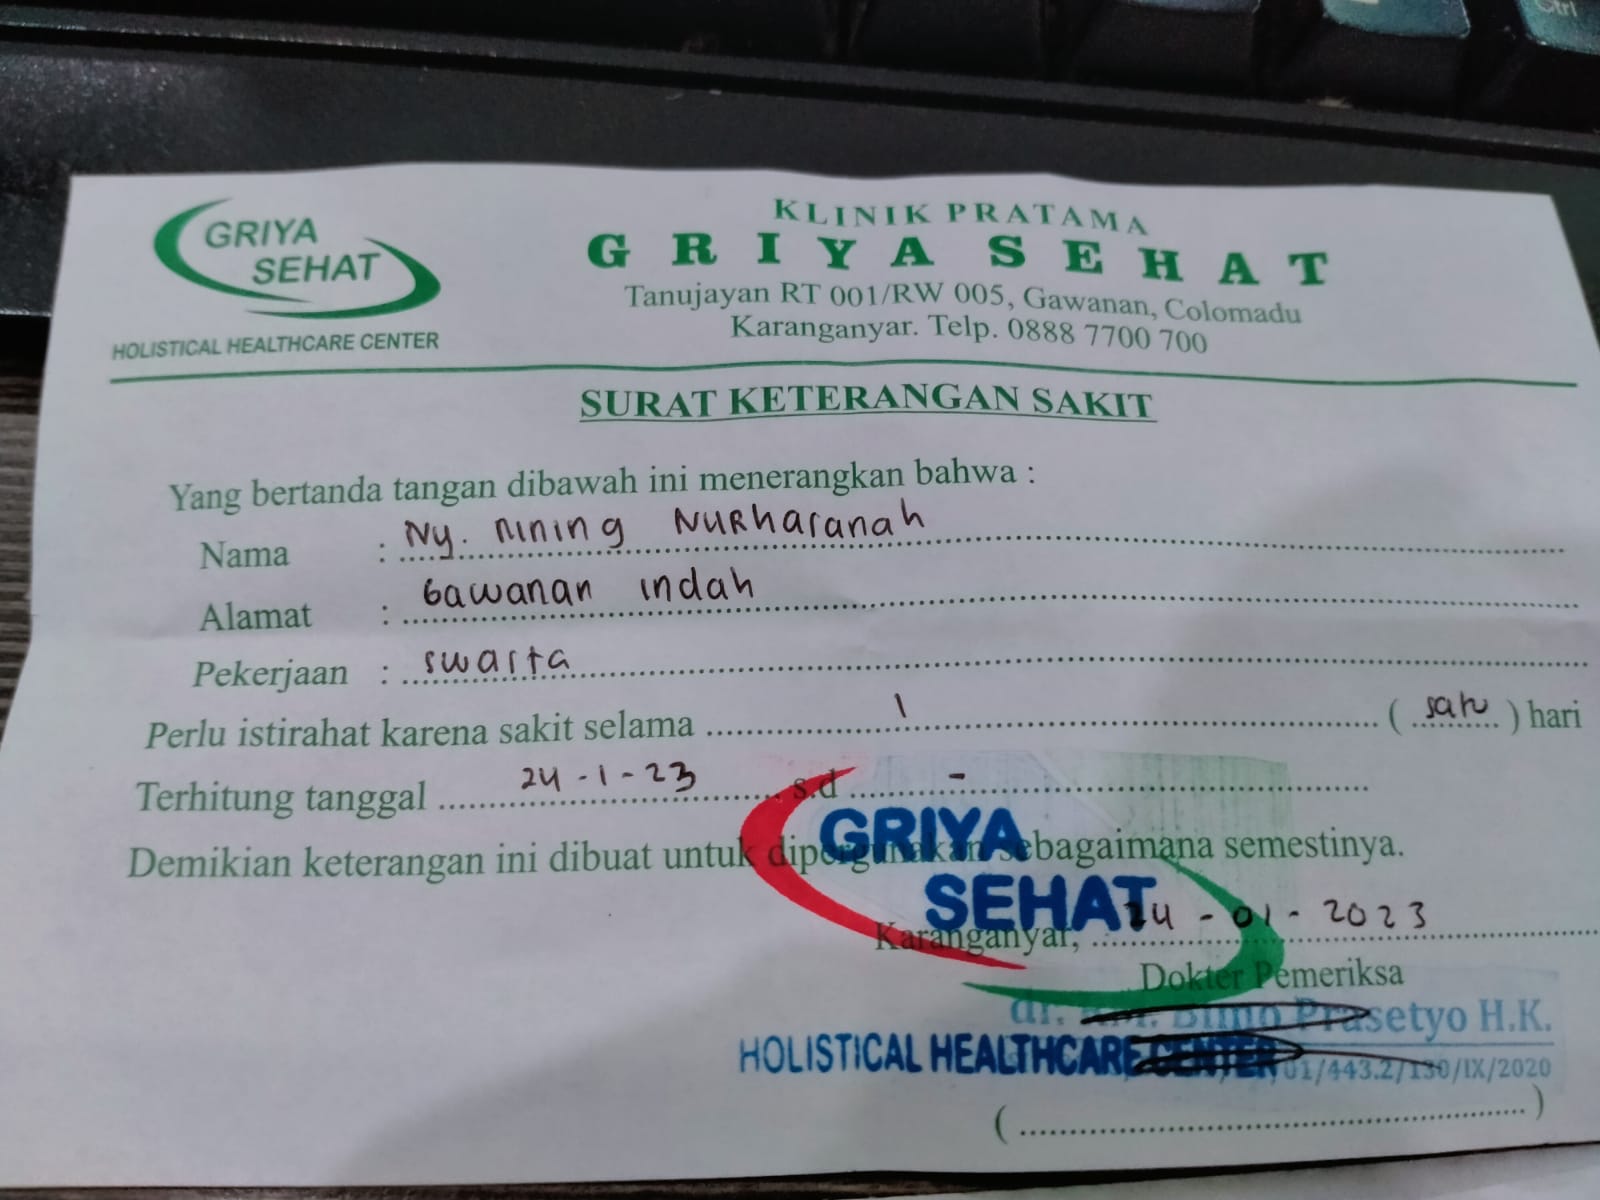 GRIYA
SEHAT
HOLISTICAL HEALTHCARE CENTER
KLINIK PRATAMA
GRIYA SEHAT
Tanujayan RT 001/RW 005, Gawanan, Colomadu
Karanganyar. Telp. 0888 7700 700
SURAT KETERANGAN SAKIT
Yang bertanda tangan dibawah ini menerangkan bahwa :
Nama : Ny. Nining Nurhasanah
Alamat : Gawanan Indah
Pekerjaan : swasta
Perlu istirahat karena sakit selama 1 ( satu ) hari
Terhitung tanggal 24-1-23 s.d -
Demikian keterangan ini dibuat untuk dipergunakan sebagaimana semestinya.
GRIYA
SEHAT
Karanganyar, 24-01-2023
Dokter Pemeriksa
dr. Bimo Prasetyo H.K.
HOLISTICAL HEALTHCARE CENTER
01/443.2/130/IX/2020
Ctrl